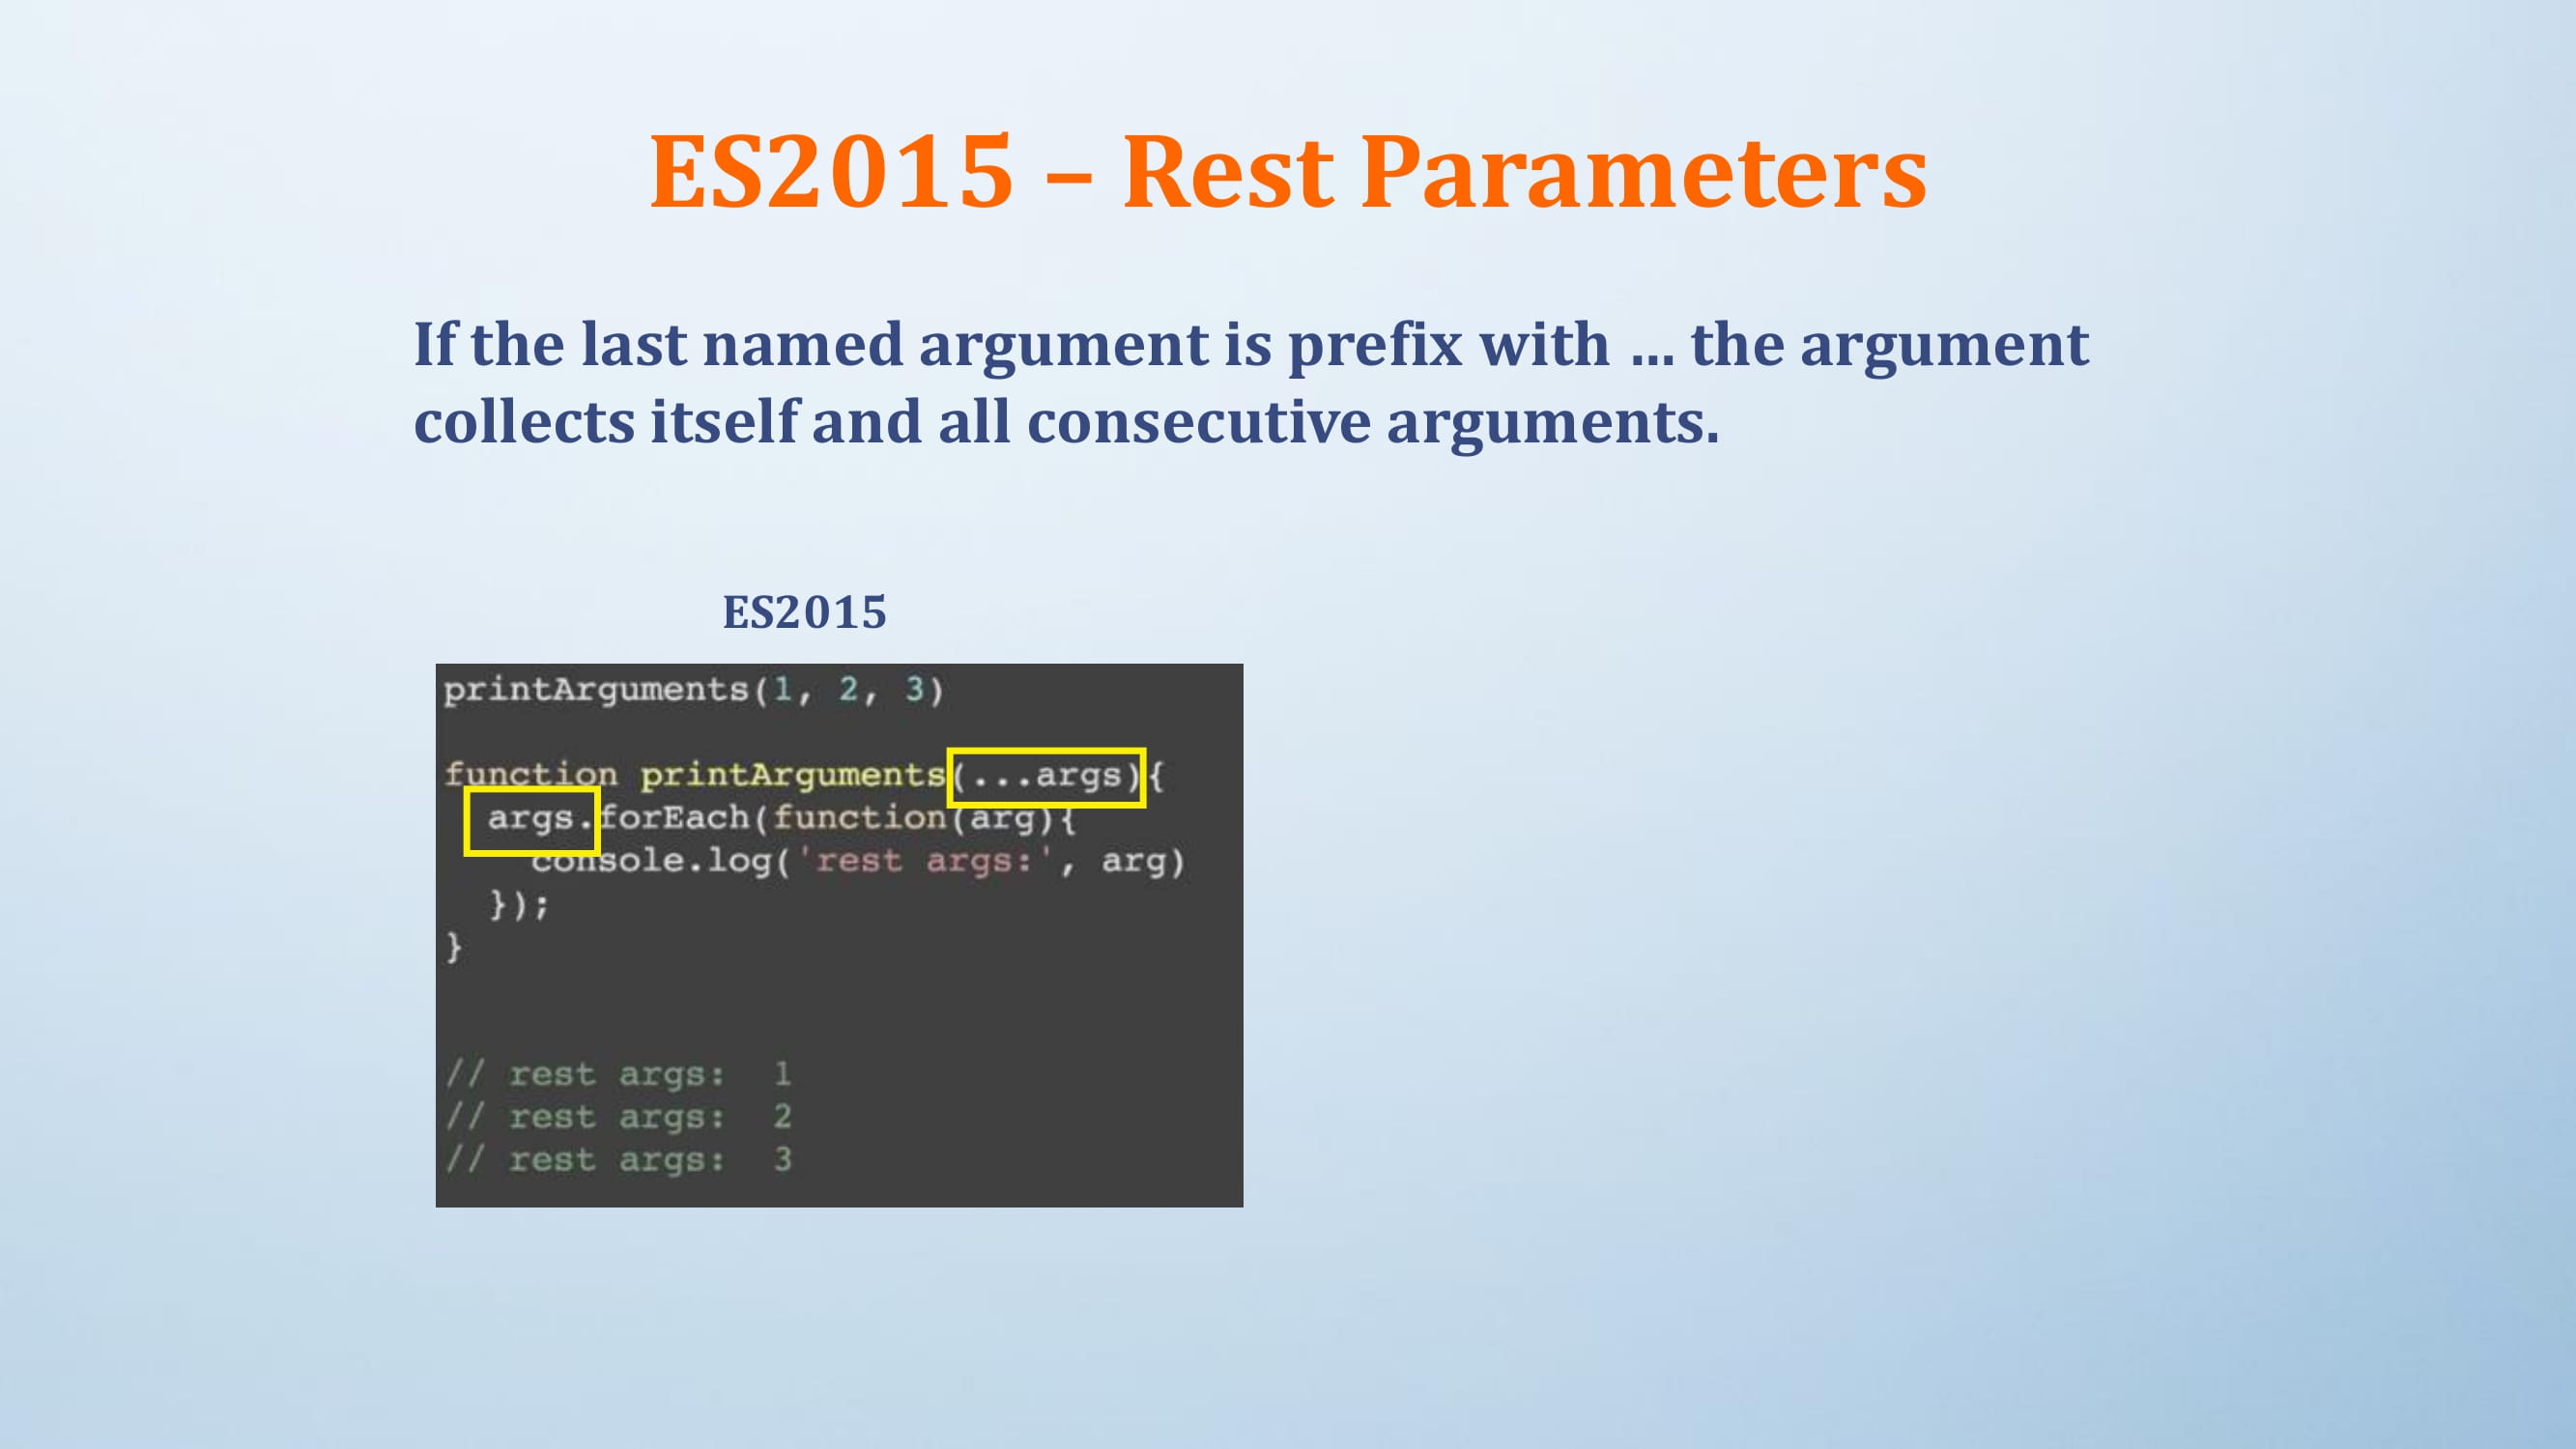 ES2015 – Rest Parameters
If the last named argument is prefix with ... the argument
collects itself and all consecutive arguments.
ES2015
printArguments(1, 2, 3)
function printArguments(...args){
  args.forEach(function(arg){
    console.log('rest args:', arg)
  });
}
// rest args:  1
// rest args:  2
// rest args:  3